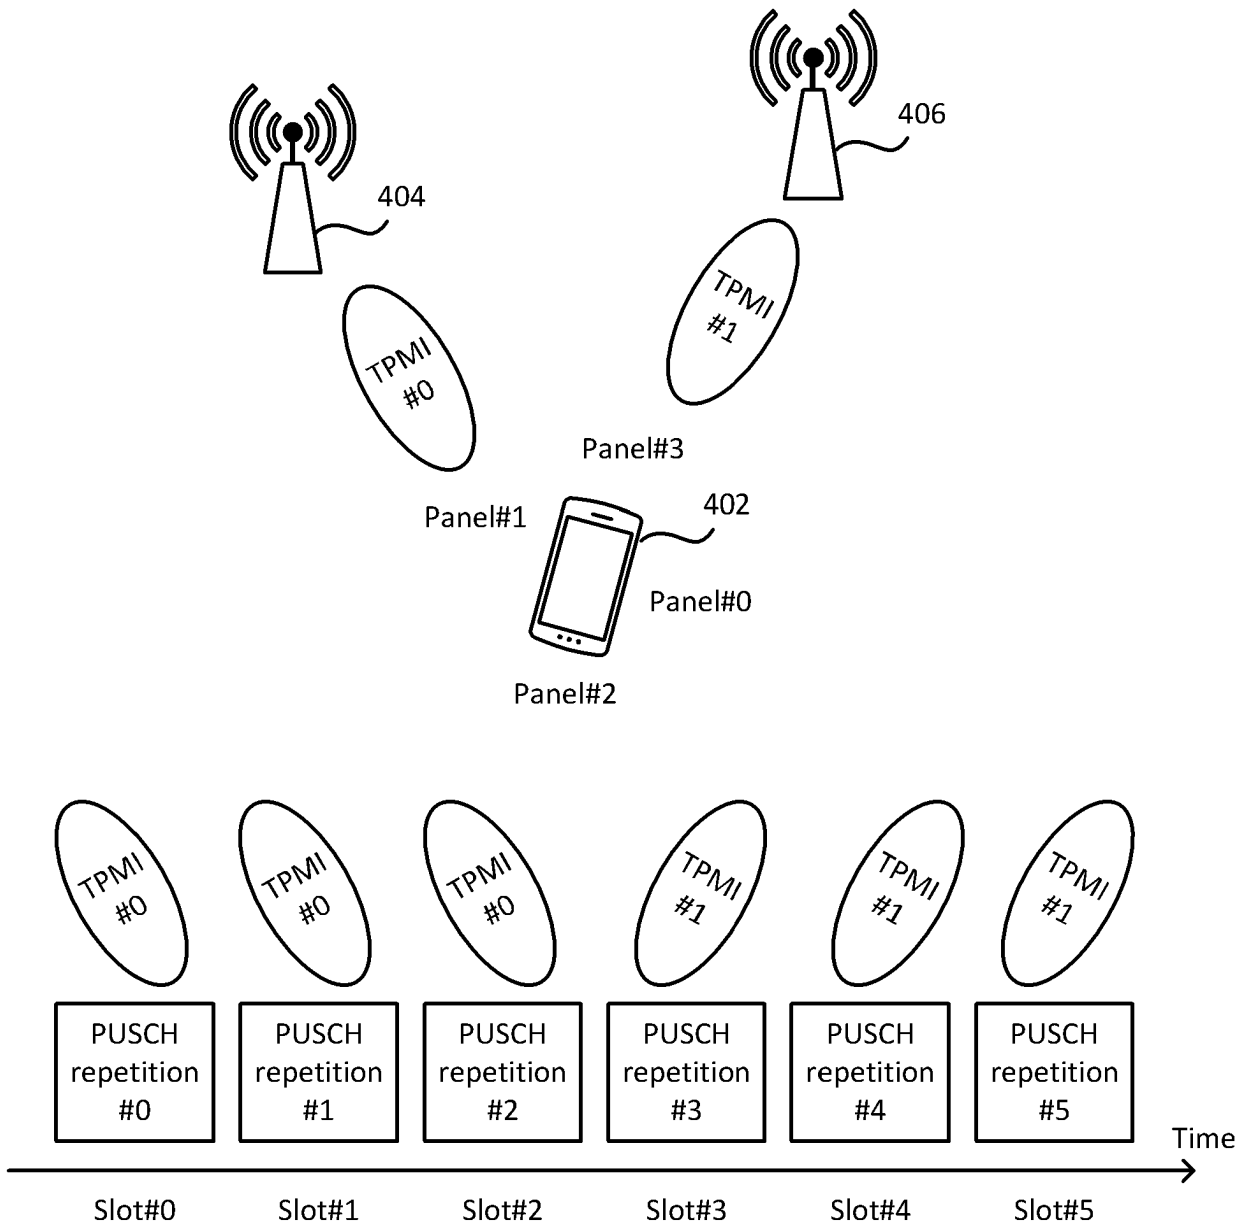 406
404
TPMI
#1
TPMI
#0
Panel#3
402
Panel#1
Panel#0
Panel#2
TPMI
#0
TPMI
#0
TPMI
#0
TPMI
#1
TPMI
#1
TPMI
#1
PUSCH
repetition
#0
PUSCH
repetition
#1
PUSCH
repetition
#2
PUSCH
repetition
#3
PUSCH
repetition
#4
PUSCH
repetition
#5
Time
Slot#0
Slot#1
Slot#2
Slot#3
Slot#4
Slot#5